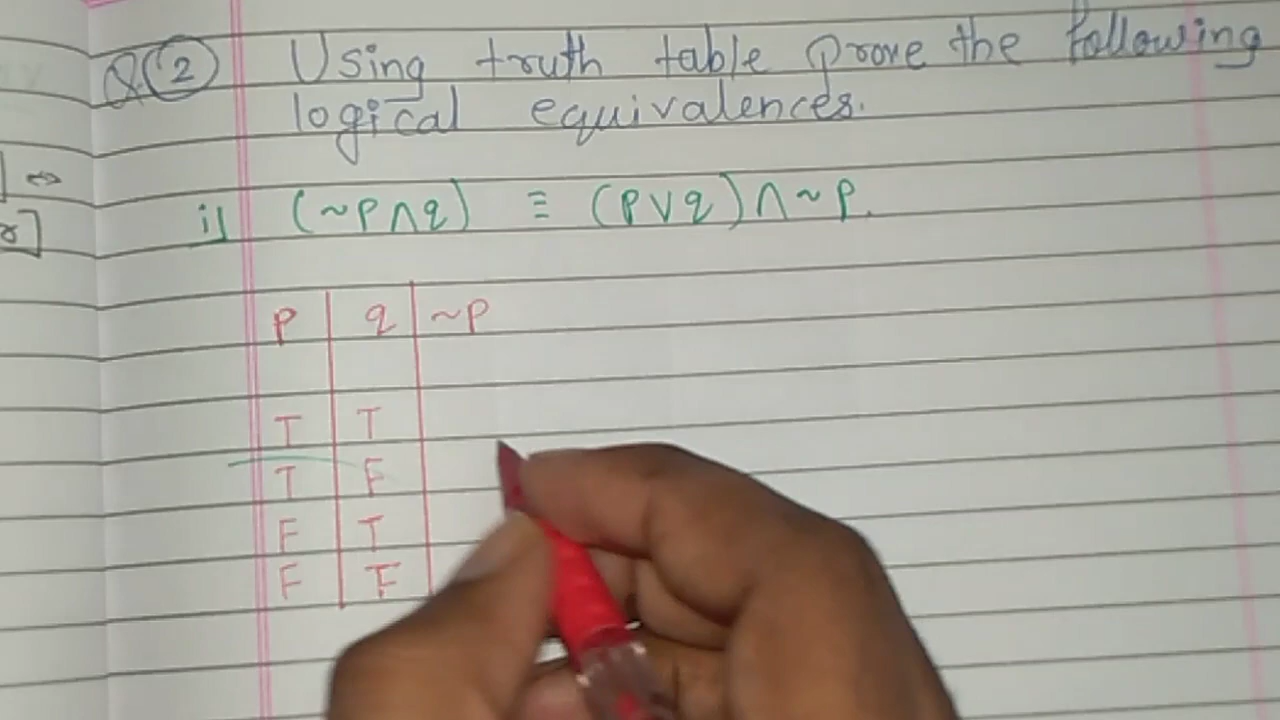 Q(2) Using truth table prove the following
logical equivalences.
] ↔
r]
i] (~p∧q) ≡ (p∨q)∧~p.
p | q | ~p
T | T
T | F
F | T
F | F